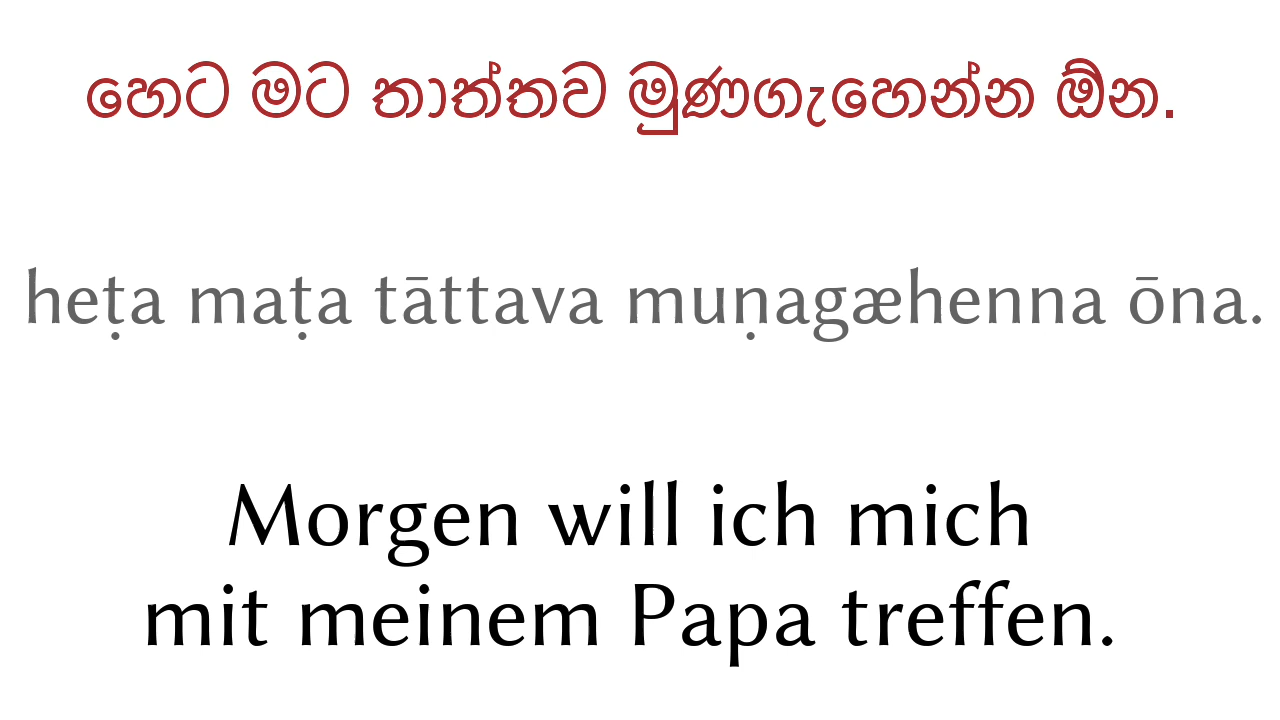 හෙට මට තාත්තව මුණගැහෙන්න ඕන.
heṭa maṭa tāttava muṇagæhenna ōna.
Morgen will ich mich
mit meinem Papa treffen.